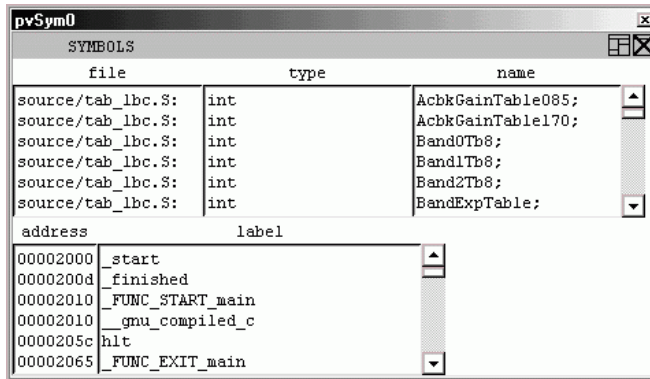 pvSym0
SYMBOLS
file type name
source/tab_lbc.S: int AcbkGainTable085;
source/tab_lbc.S: int AcbkGainTable170;
source/tab_lbc.S: int Band0Tb8;
source/tab_lbc.S: int Band1Tb8;
source/tab_lbc.S: int Band2Tb8;
source/tab_lbc.S: int BandExpTable;
address label
00002000 _start
0000200d _finished
00002010 _FUNC_START_main
00002010 __gnu_compiled_c
0000205c hlt
00002065 _FUNC_EXIT_main